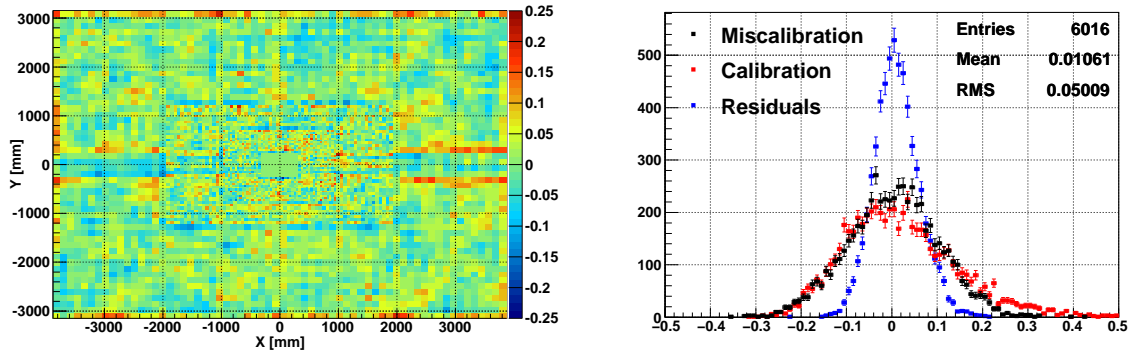 3000
2000
1000
0
-1000
-2000
-3000
Y [mm]
-3000 -2000 -1000 0 1000 2000 3000
X [mm]
0.25
0.2
0.15
0.1
0.05
0
-0.05
-0.1
-0.15
-0.2
-0.25
500
400
300
200
100
0
-0.5 -0.4 -0.3 -0.2 -0.1 0 0.1 0.2 0.3 0.4 0.5
Miscalibration
Calibration
Residuals
Entries 6016
Mean 0.01061
RMS 0.05009